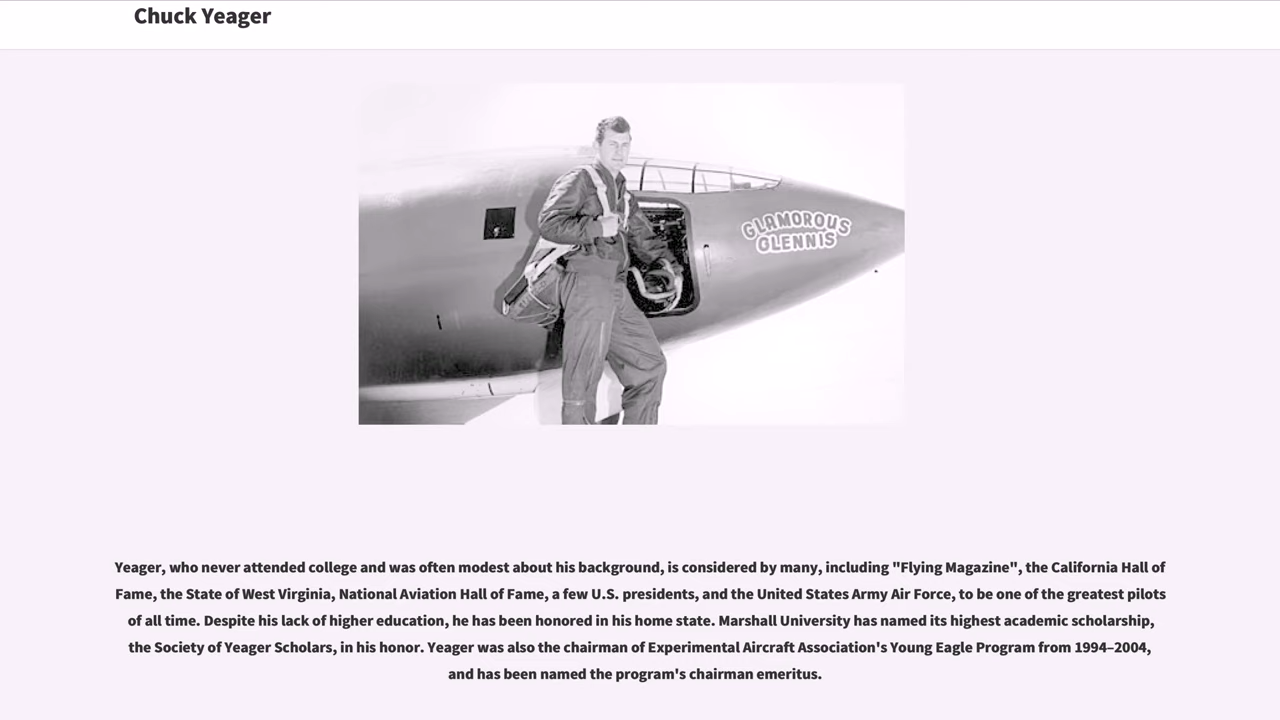 Chuck Yeager
GLAMOROUS
GLENNIS
Yeager, who never attended college and was often modest about his background, is considered by many, including "Flying Magazine", the California Hall of
Fame, the State of West Virginia, National Aviation Hall of Fame, a few U.S. presidents, and the United States Army Air Force, to be one of the greatest pilots
of all time. Despite his lack of higher education, he has been honored in his home state. Marshall University has named its highest academic scholarship,
the Society of Yeager Scholars, in his honor. Yeager was also the chairman of Experimental Aircraft Association's Young Eagle Program from 1994–2004,
and has been named the program's chairman emeritus.